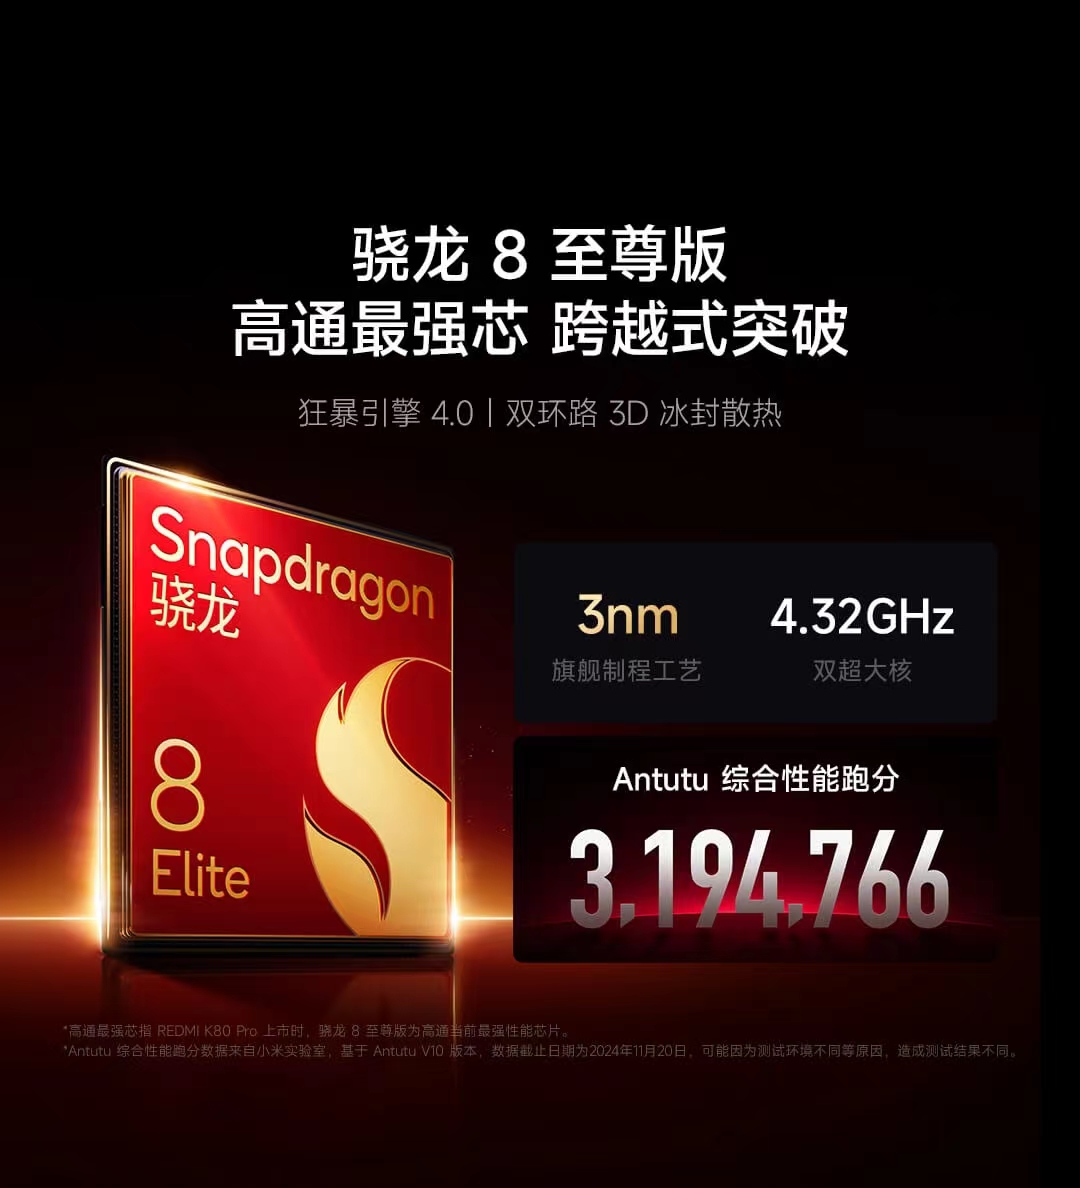 骁龙 8 至尊版
高通最强芯 跨越式突破
狂暴引擎 4.0 | 双环路 3D 冰封散热
Snapdragon
骁龙
8
Elite
3nm
旗舰制程工艺
4.32GHz
双超大核
Antutu 综合性能跑分
3,194,766
*高通最强芯指 REDMI K80 Pro 上市时，骁龙 8 至尊版为高通当前最强性能芯片。
*Antutu 综合性能跑分数据来自小米实验室，基于 Antutu V10 版本，数据截止日期为2024年11月20日，可能因为测试环境不同等原因，造成测试结果不同。